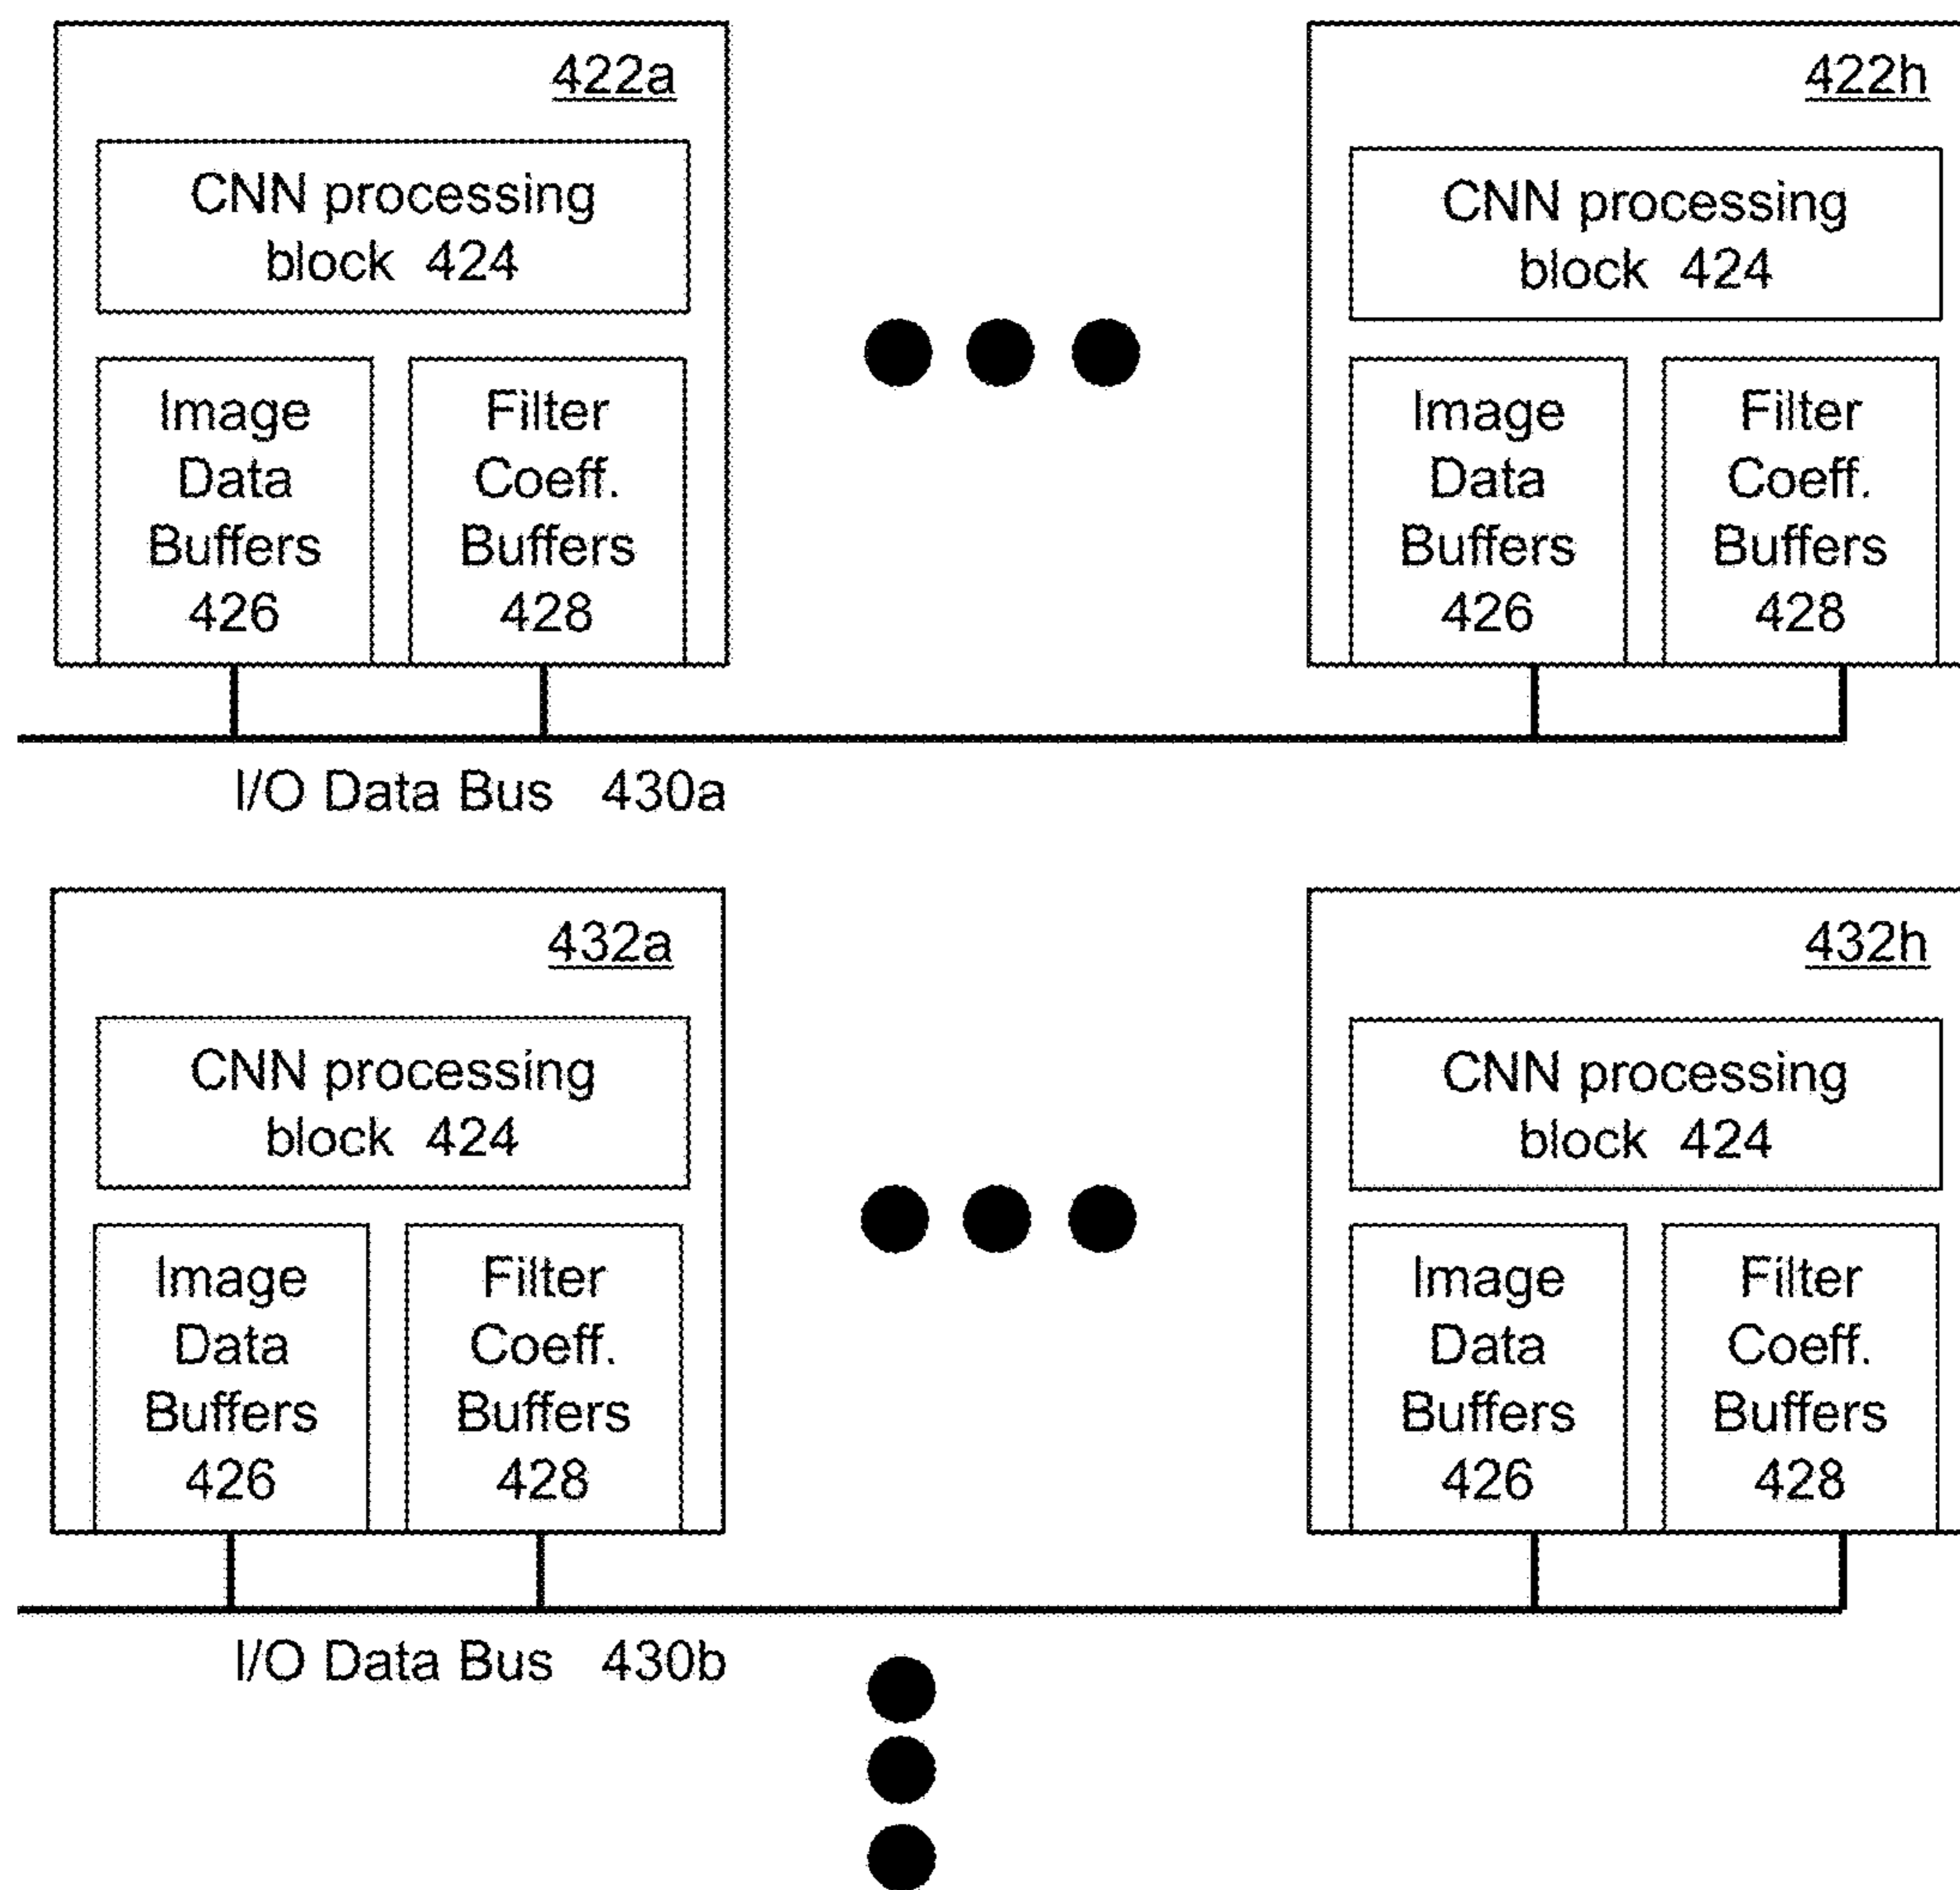 422a
CNN processing
block 424
Image
Data
Buffers
426
Filter
Coeff.
Buffers
428
422h
CNN processing
block 424
Image
Data
Buffers
426
Filter
Coeff.
Buffers
428
I/O Data Bus 430a
432a
CNN processing
block 424
Image
Data
Buffers
426
Filter
Coeff.
Buffers
428
432h
CNN processing
block 424
Image
Data
Buffers
426
Filter
Coeff.
Buffers
428
I/O Data Bus 430b